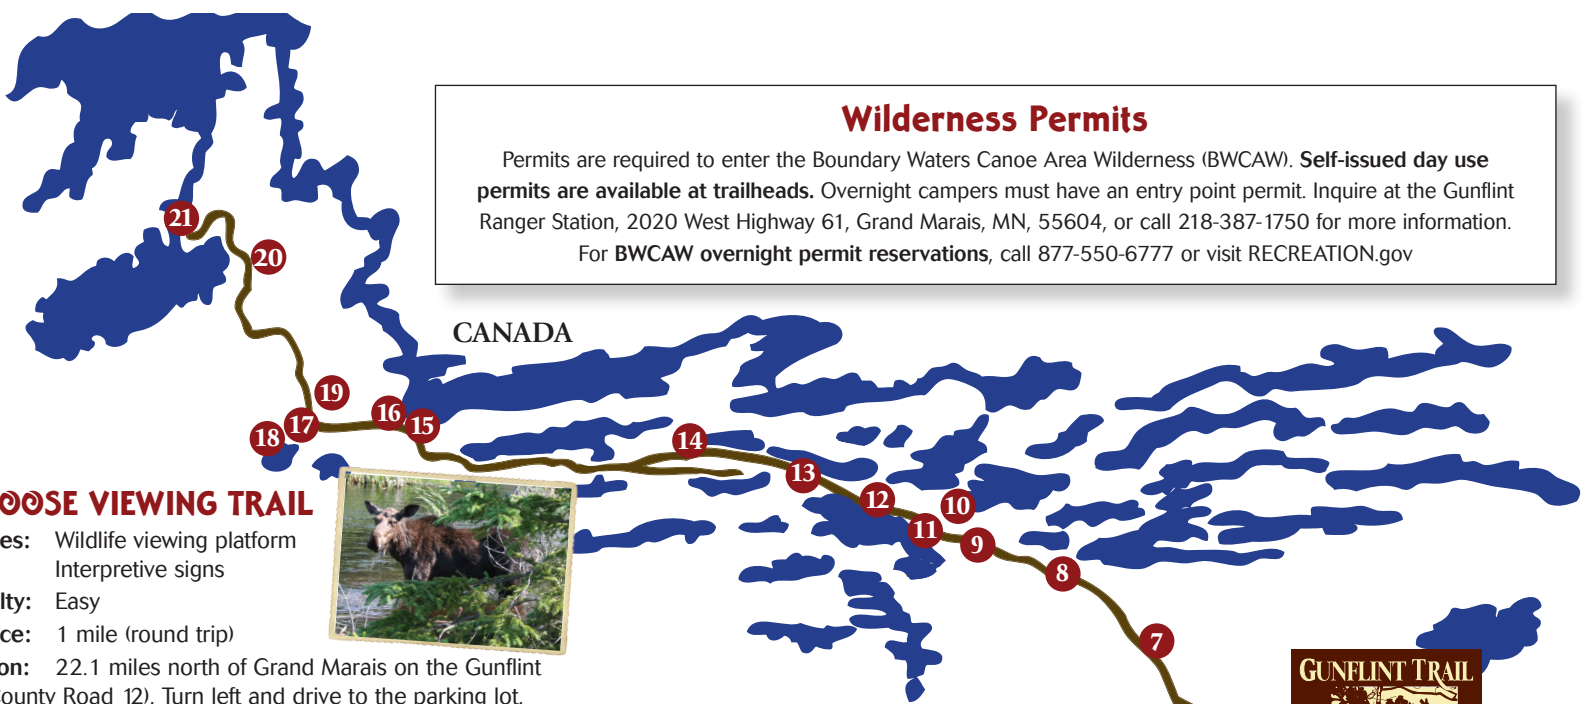 Wilderness Permits
Permits are required to enter the Boundary Waters Canoe Area Wilderness (BWCAW). Self-issued day use
permits are available at trailheads. Overnight campers must have an entry point permit. Inquire at the Gunflint
Ranger Station, 2020 West Highway 61, Grand Marais, MN, 55604, or call 218-387-1750 for more information.
For BWCAW overnight permit reservations, call 877-550-6777 or visit RECREATION.gov
21
20
CANADA
19
16
17
15
18
14
13
12
10
11
9
8
7
OOSE VIEWING TRAIL
es: Wildlife viewing platform
Interpretive signs
lty: Easy
ce: 1 mile (round trip)
on: 22.1 miles north of Grand Marais on the Gunflint
County Road 12). Turn left and drive to the parking lot.
GUNFLINT TRAIL